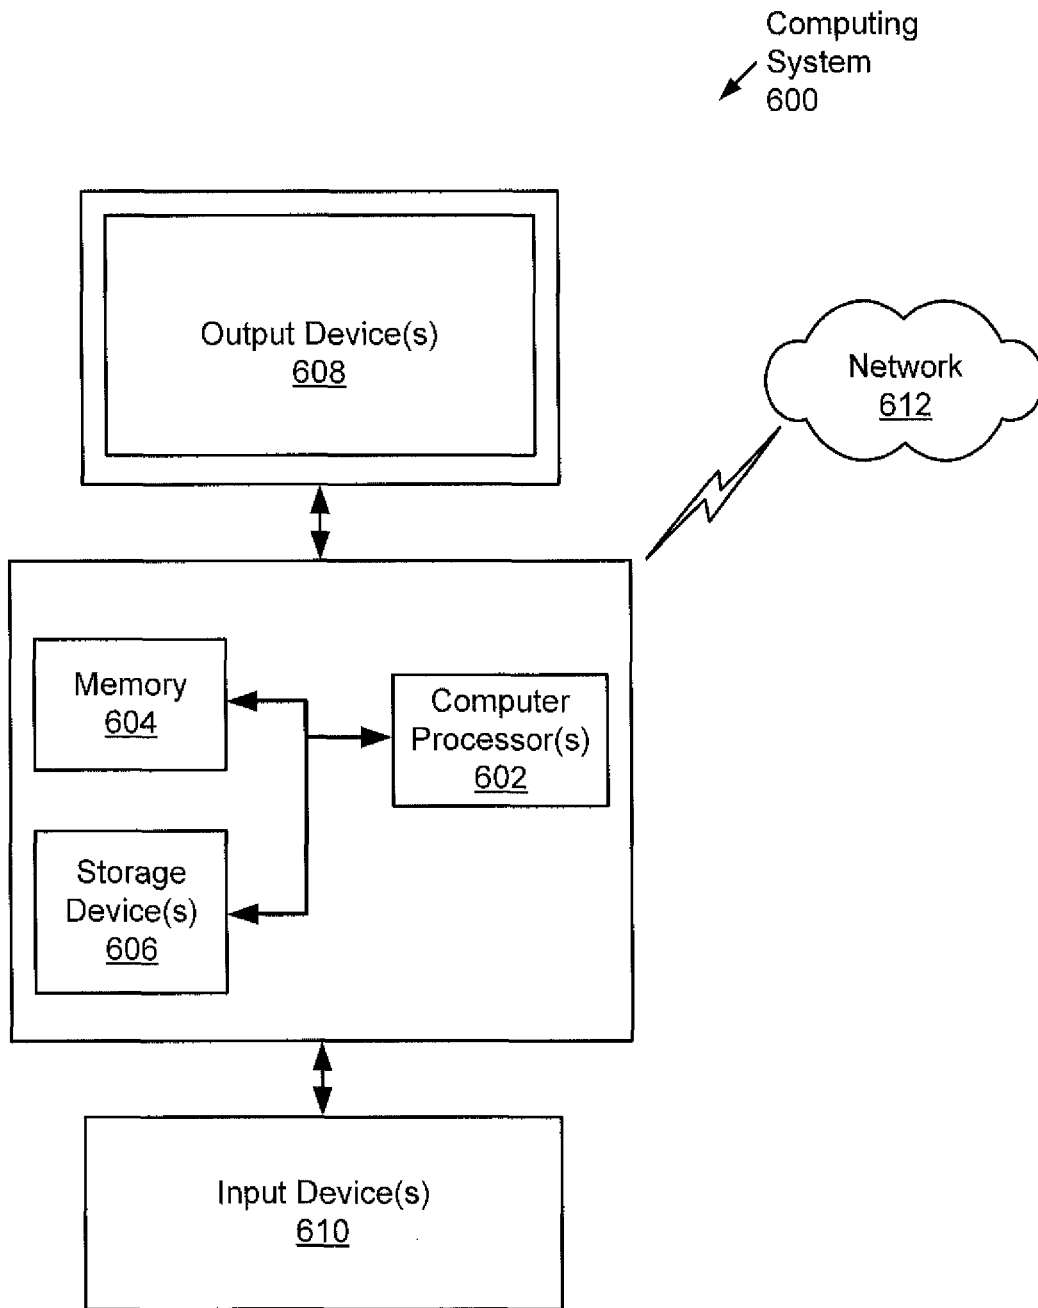 Computing
System
600
Output Device(s)
608
Network
612
Memory
604
Computer
Processor(s)
602
Storage
Device(s)
606
Input Device(s)
610